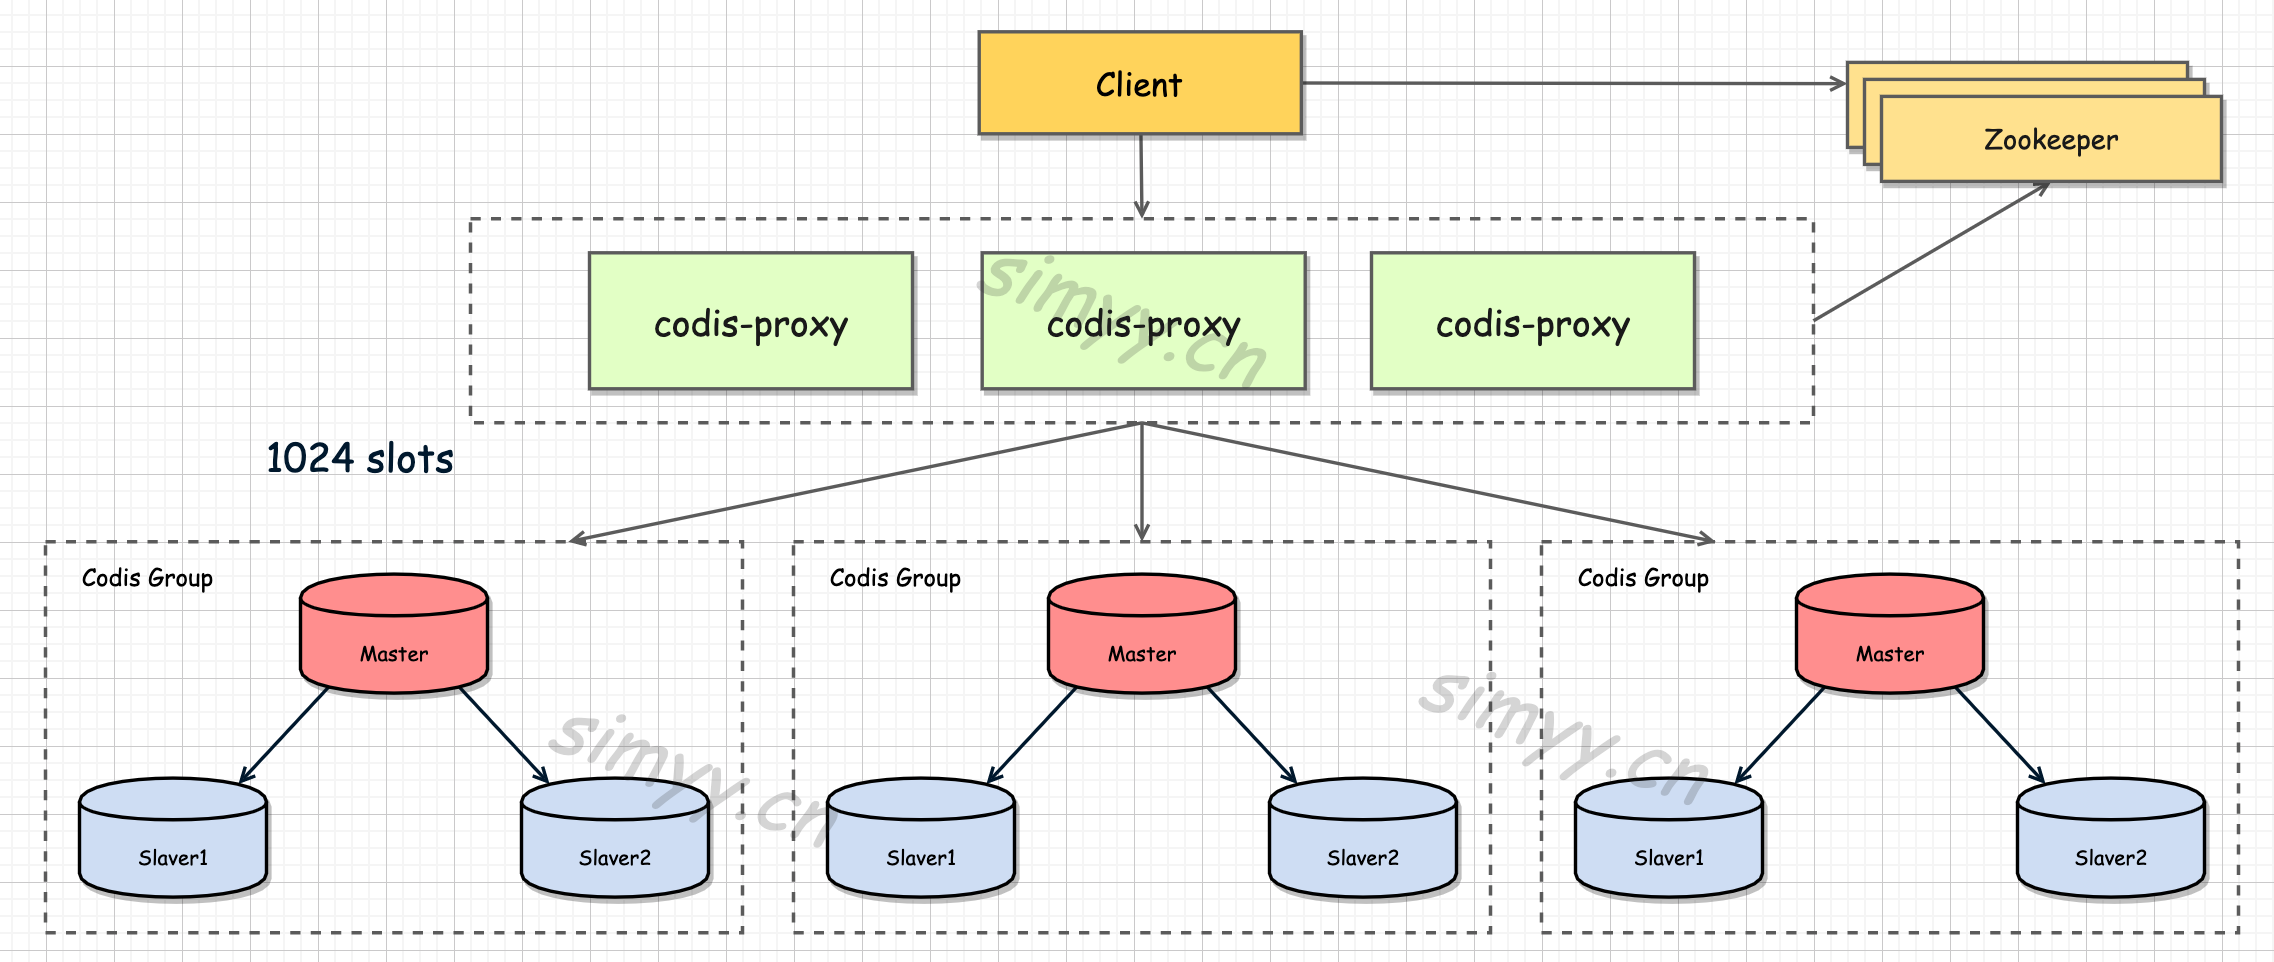 Client
Zookeeper
codis-proxy
codis-proxy
codis-proxy
simyy.cn
1024 slots
Codis Group
Master
Slaver1
Slaver2
Codis Group
Master
Slaver1
Slaver2
Codis Group
Master
Slaver1
Slaver2
simyy.cn
simyy.cn